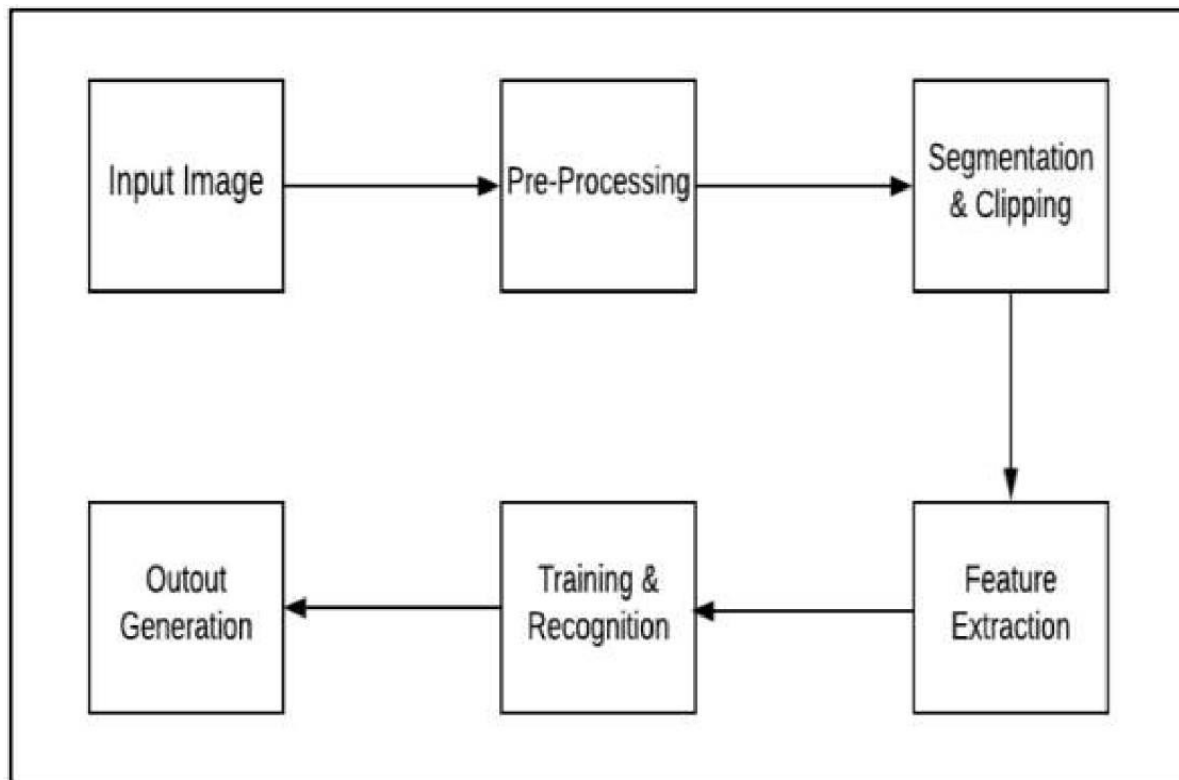 Input Image
Pre-Processing
Segmentation
& Clipping
Feature
Extraction
Training &
Recognition
Outout
Generation